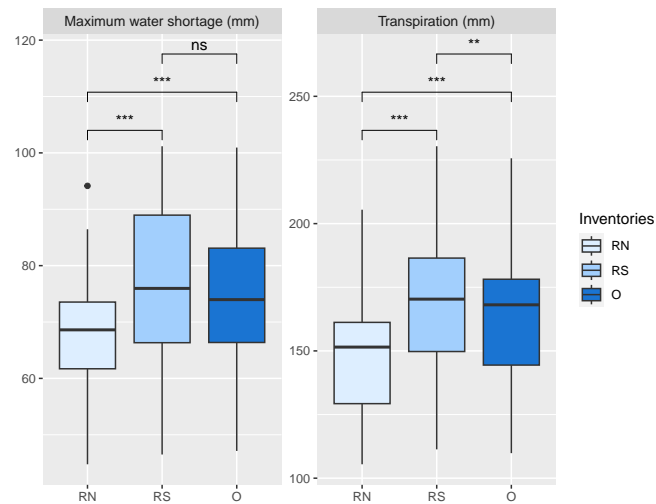 Maximum water shortage (mm)
Transpiration (mm)
120
100
80
60
ns
***
***
RN
RS
O
250
200
150
100
**
***
***
RN
RS
O
Inventories
RN
RS
O